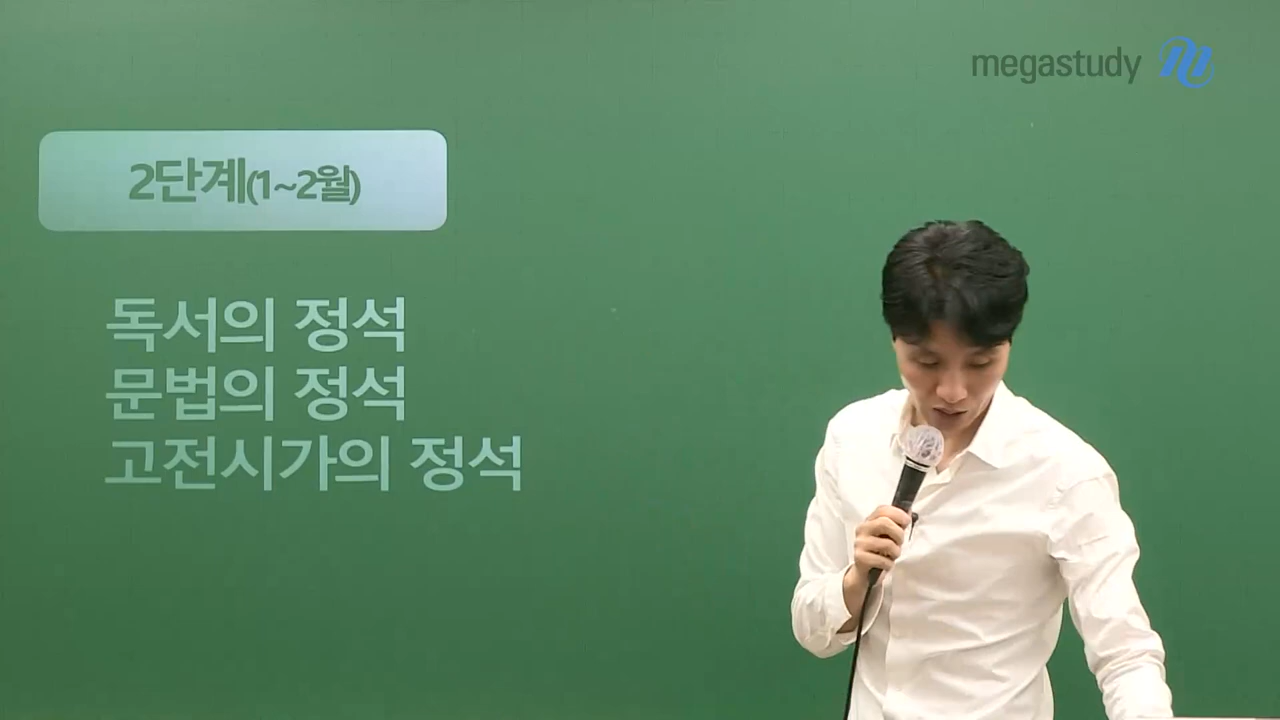 megastudy
2단계(1~2월)
독서의 정석
문법의 정석
고전시가의 정석